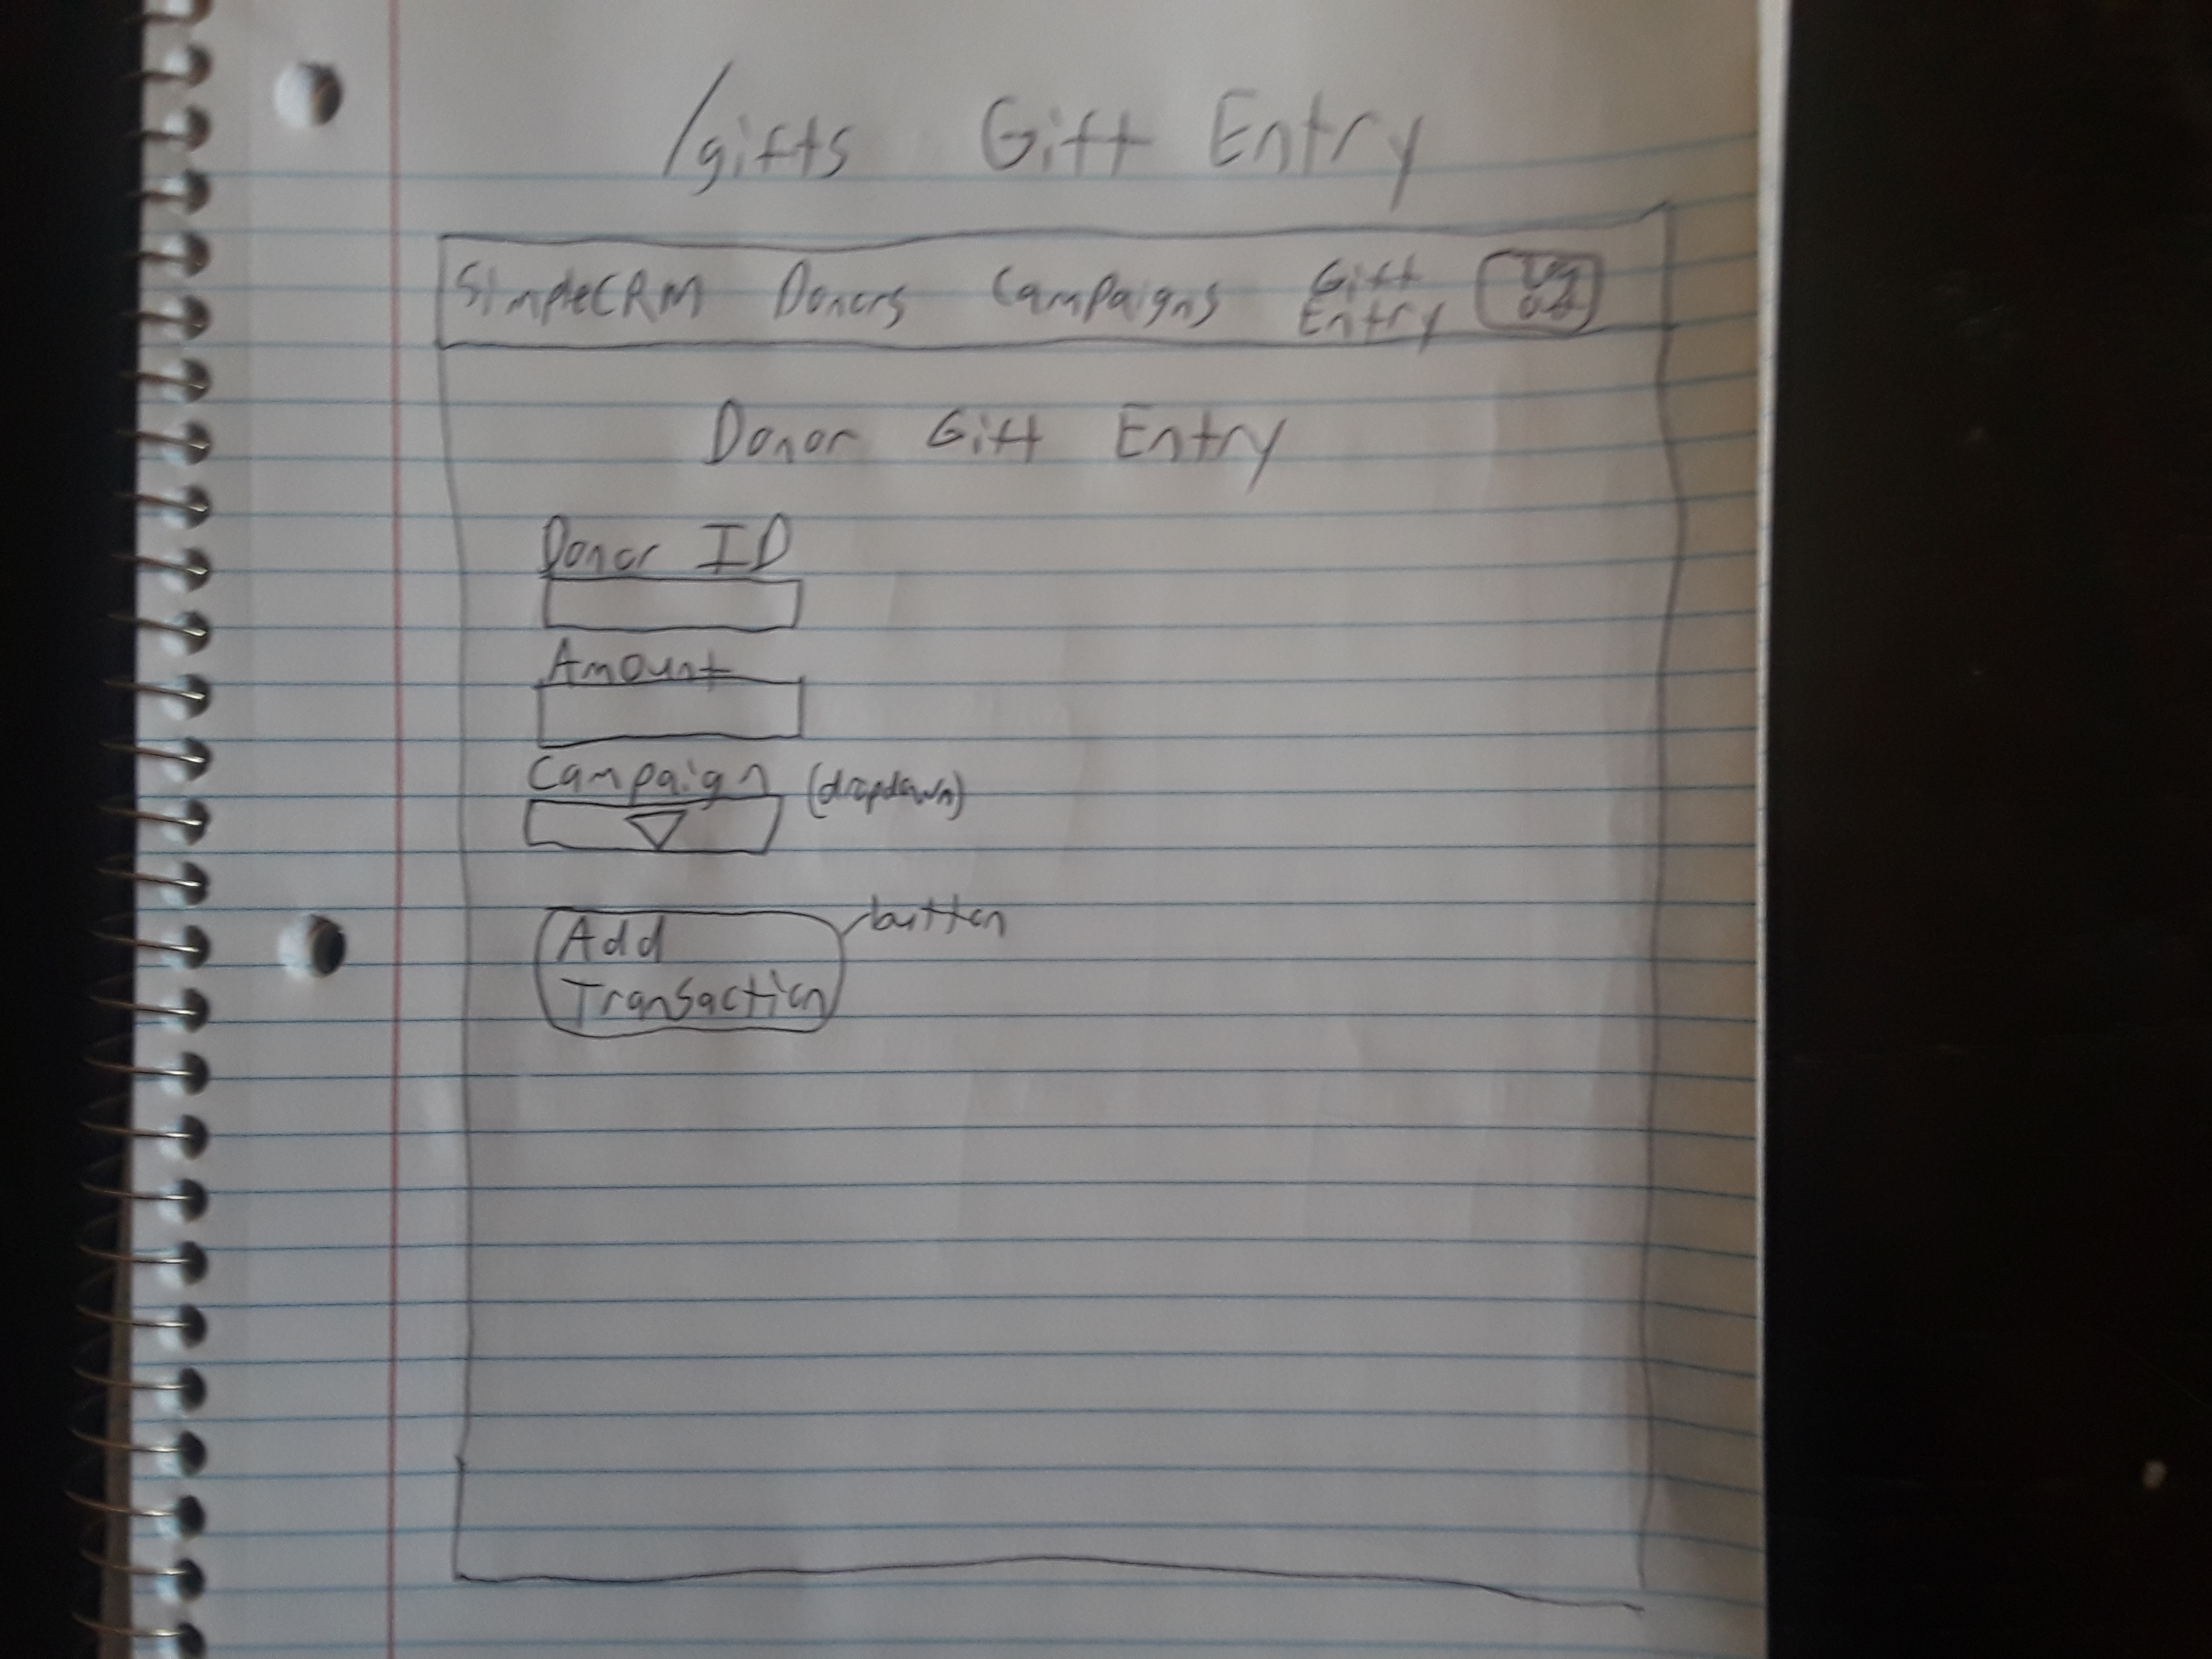 /gifts Gift Entry
SimpleCRM Donors Campaigns Gift Entry Log out
Donor Gift Entry
Donor ID
Amount
Campaign (dropdown)
Add button
Transaction